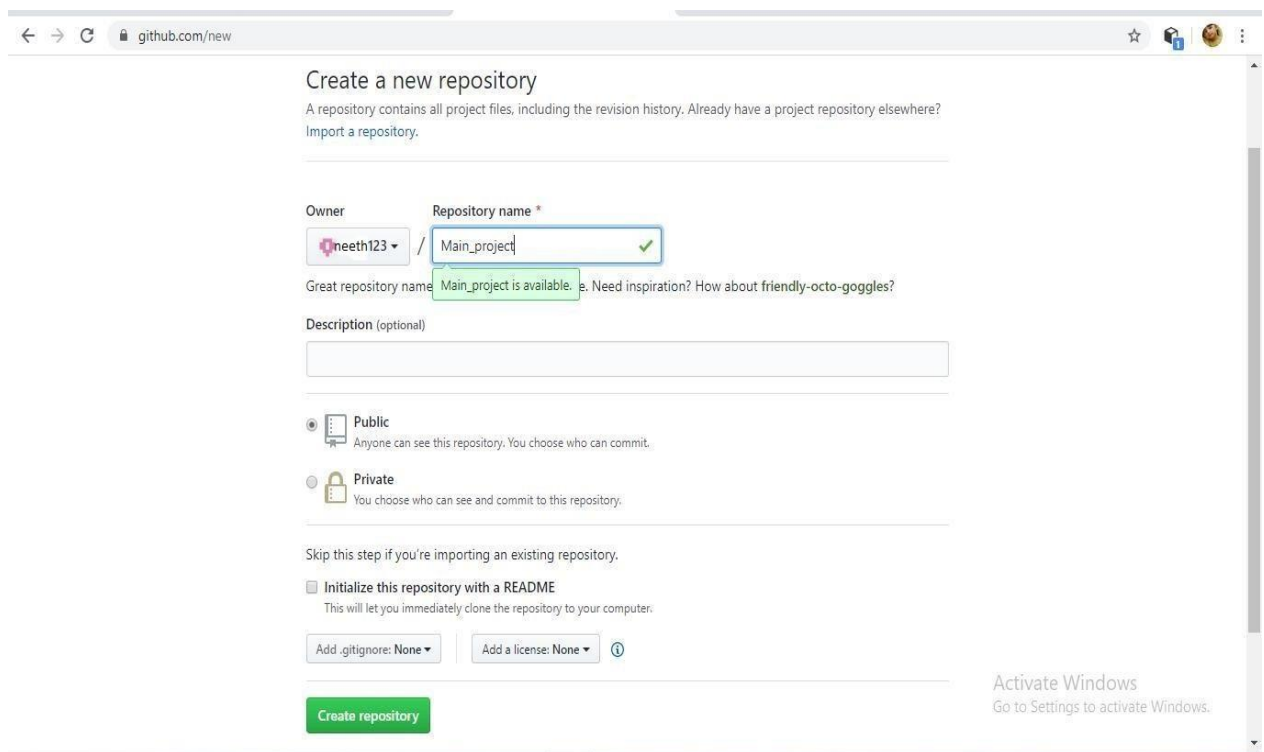 github.com/new
1
Create a new repository
A repository contains all project files, including the revision history. Already have a project repository elsewhere?
Import a repository.
Owner
Repository name *
neeth123 / Main_project
Great repository name Main_project is available. e. Need inspiration? How about friendly-octo-goggles?
Description (optional)
Public
Anyone can see this repository. You choose who can commit.
Private
You choose who can see and commit to this repository.
Skip this step if you're importing an existing repository.
Initialize this repository with a README
This will let you immediately clone the repository to your computer.
Add .gitignore: None
Add a license: None
Create repository
Activate Windows
Go to Settings to activate Windows.